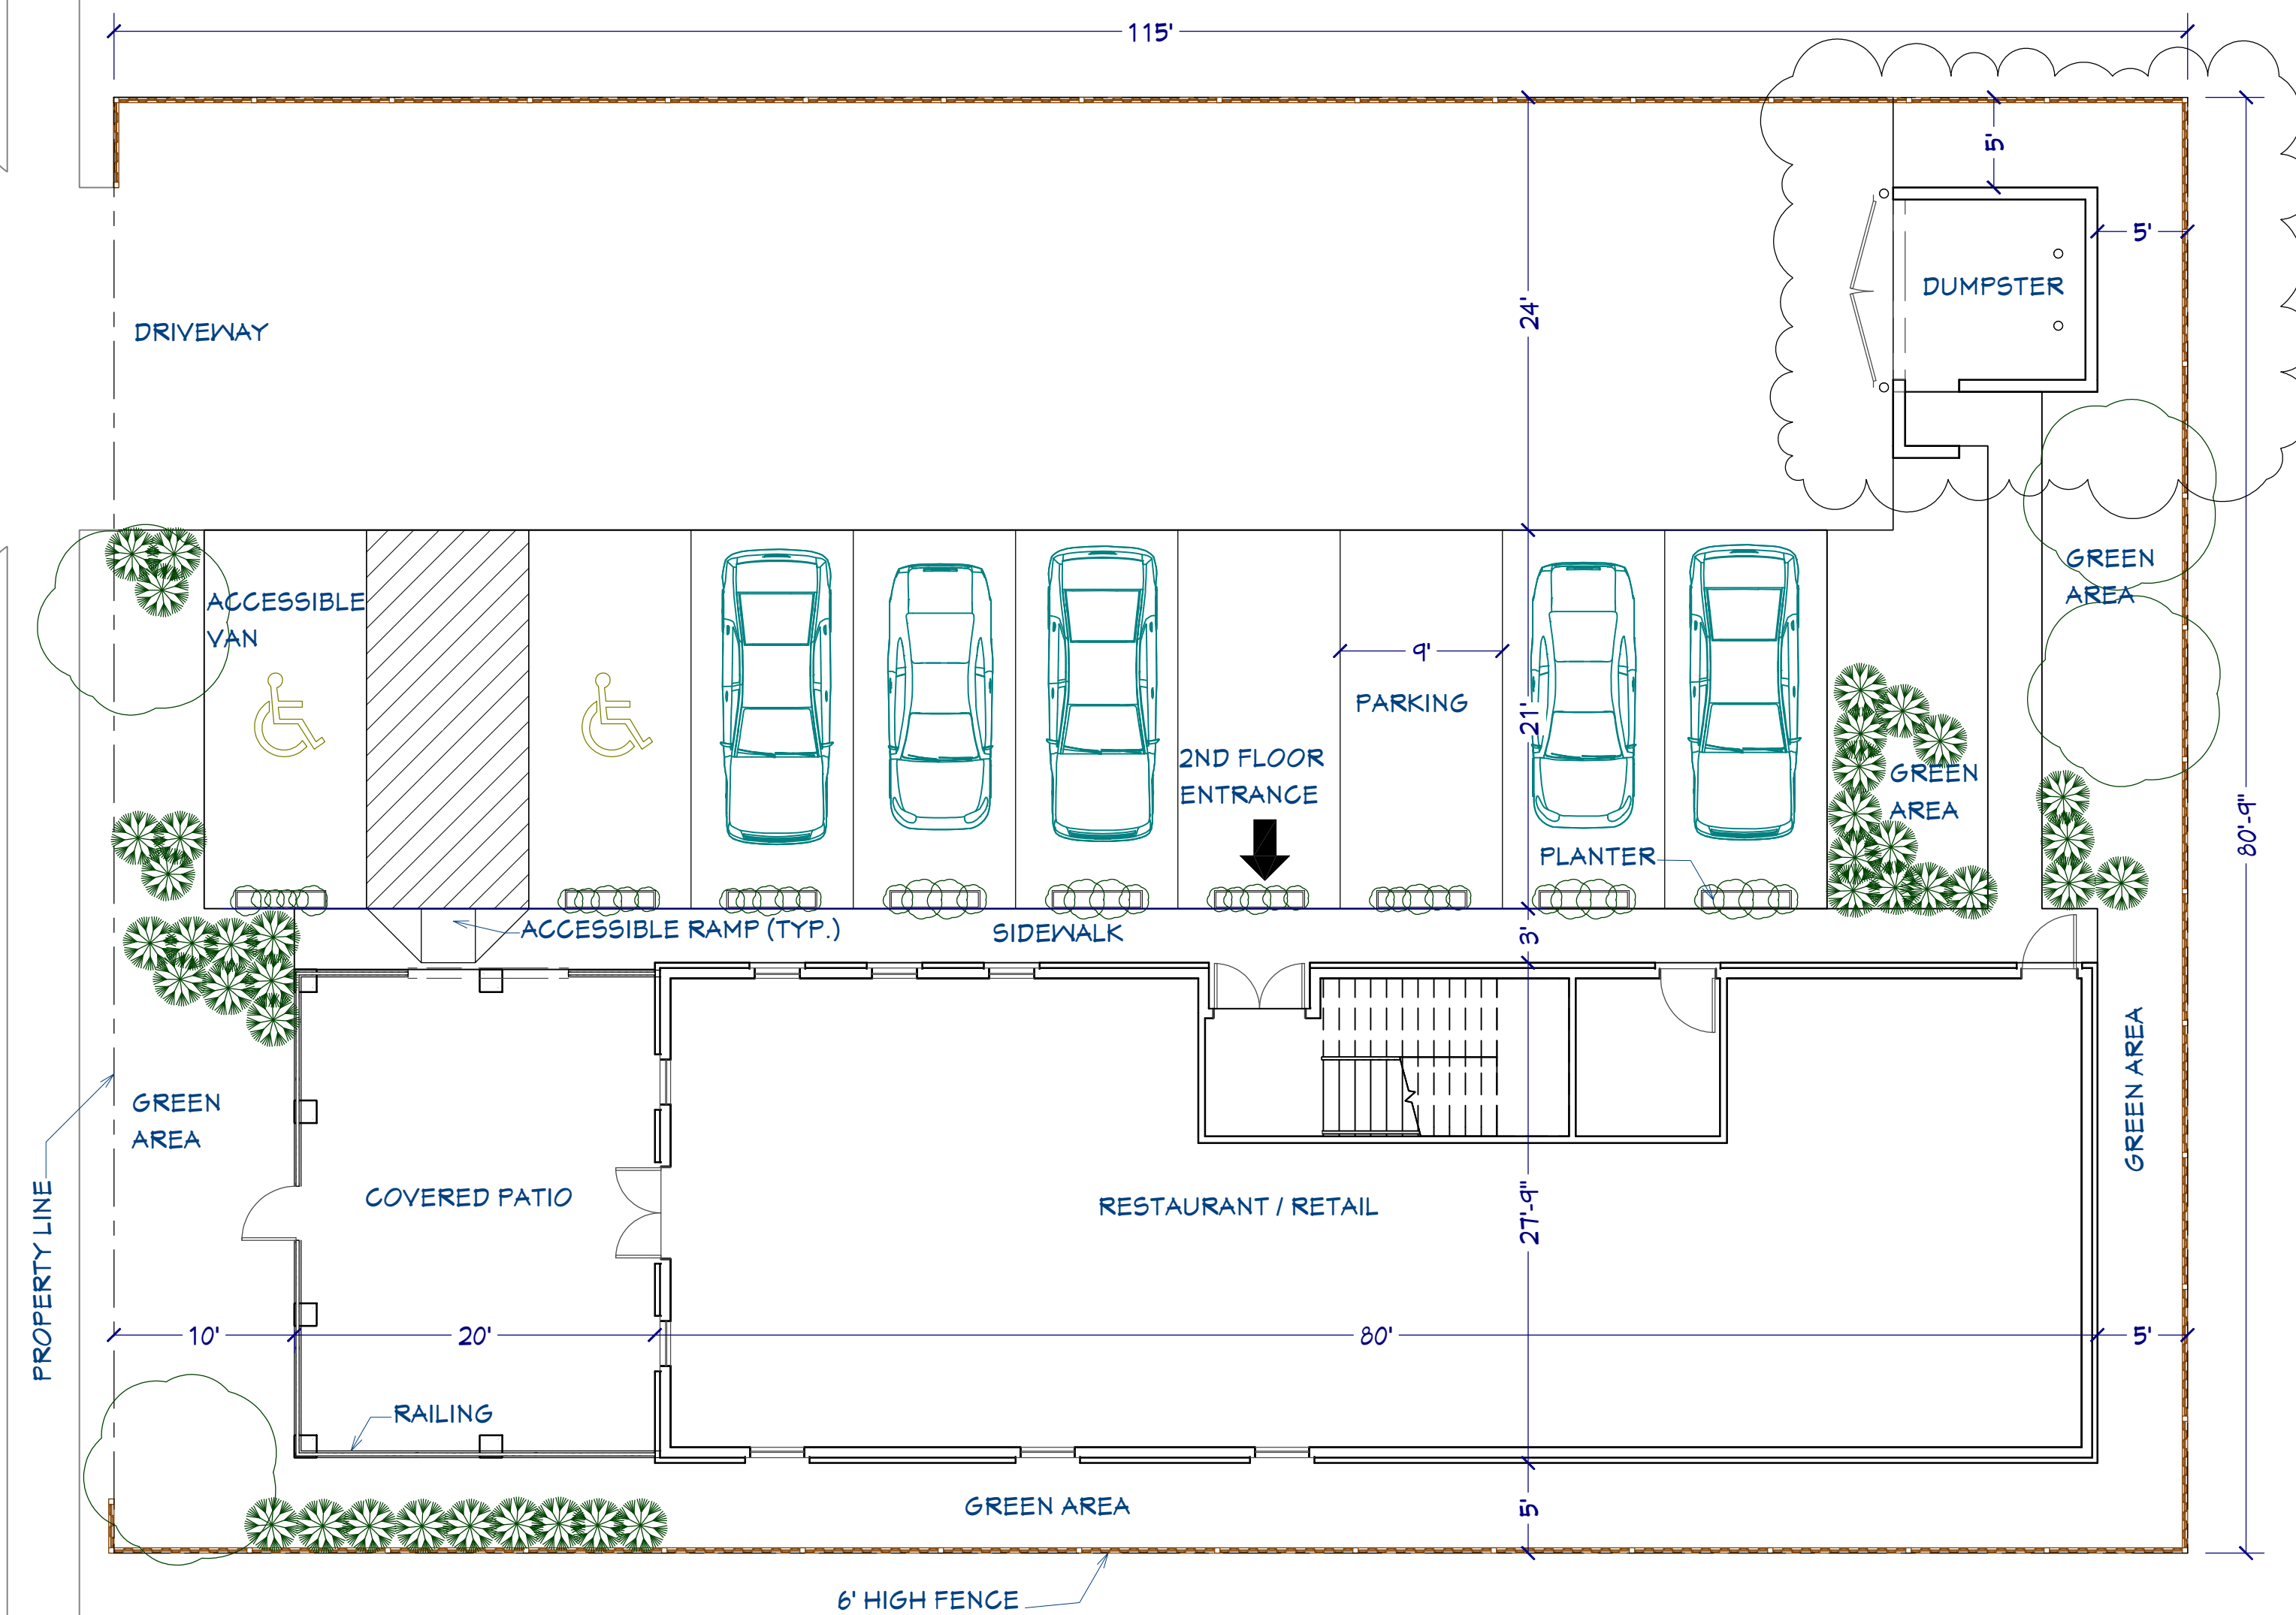 115'
5'
5'
DUMPSTER
24'
DRIVEWAY
GREEN
AREA
ACCESSIBLE
VAN
9'
PARKING
21'
2ND FLOOR
ENTRANCE
GREEN
AREA
80'-9"
PLANTER
ACCESSIBLE RAMP (TYP.)
SIDEWALK
3'
GREEN
AREA
GREEN AREA
COVERED PATIO
RESTAURANT / RETAIL
27'-9"
PROPERTY LINE
10'
20'
80'
5'
RAILING
GREEN AREA
5'
6' HIGH FENCE